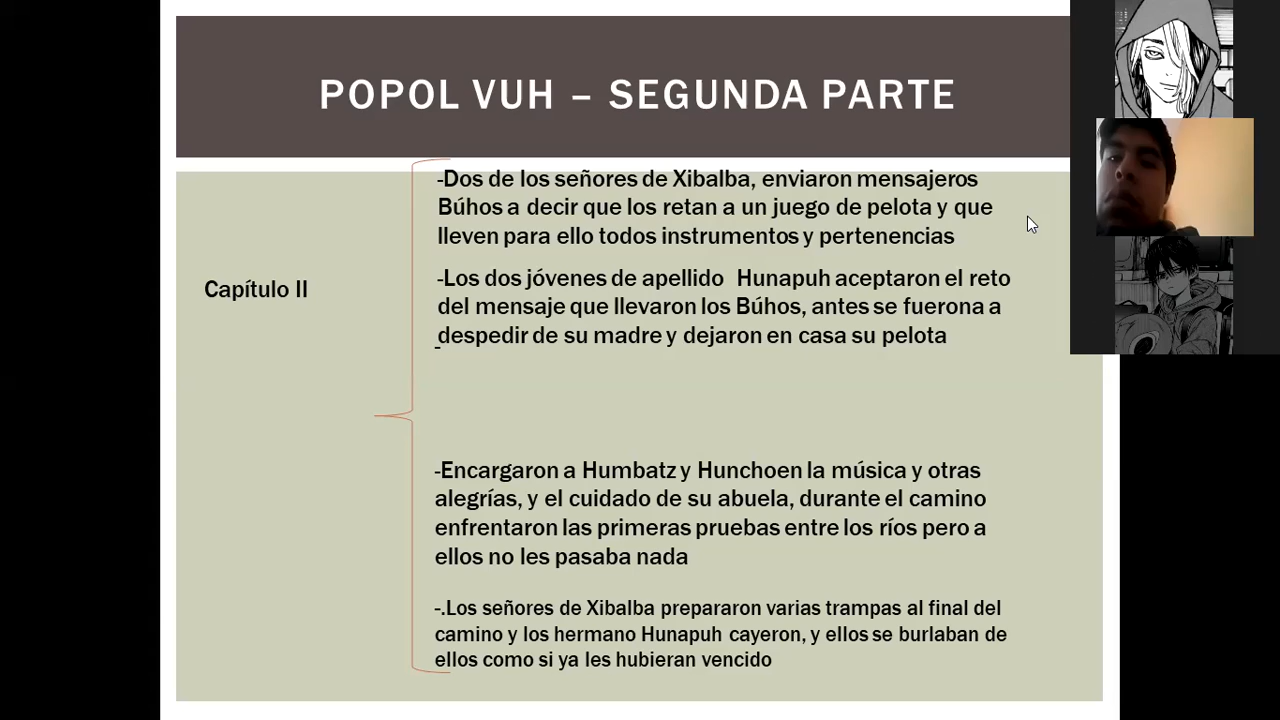 POPOL VUH – SEGUNDA PARTE
Capítulo II
-Dos de los señores de Xibalba, enviaron mensajeros
Búhos a decir que los retan a un juego de pelota y que
lleven para ello todos instrumentos y pertenencias
-Los dos jóvenes de apellido Hunapuh aceptaron el reto
del mensaje que llevaron los Búhos, antes se fuerona a
despedir de su madre y dejaron en casa su pelota
-
-Encargaron a Humbatz y Hunchoen la música y otras
alegrías, y el cuidado de su abuela, durante el camino
enfrentaron las primeras pruebas entre los ríos pero a
ellos no les pasaba nada
-.Los señores de Xibalba prepararon varias trampas al final del
camino y los hermano Hunapuh cayeron, y ellos se burlaban de
ellos como si ya les hubieran vencido